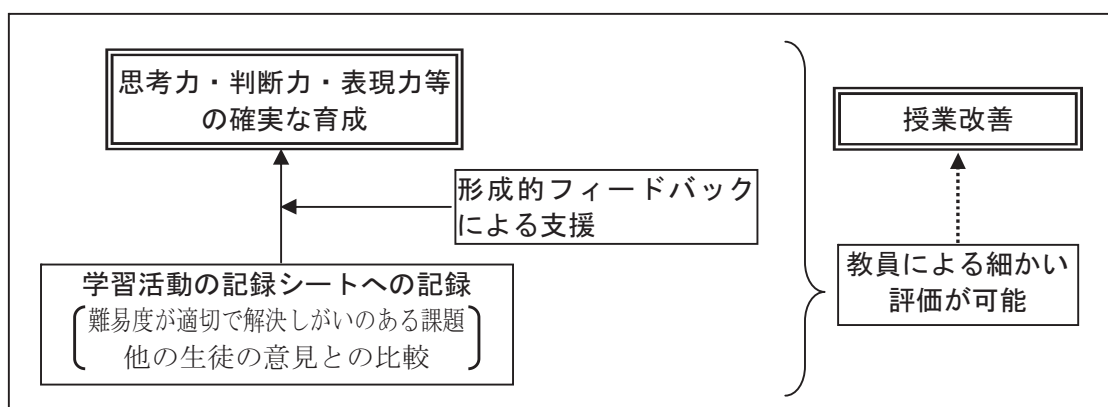 思考力・判断力・表現力等
の確実な育成
形成的フィードバック
による支援
学習活動の記録シートへの記録
難易度が適切で解決しがいのある課題
他の生徒の意見との比較
授業改善
教員による細かい
評価が可能